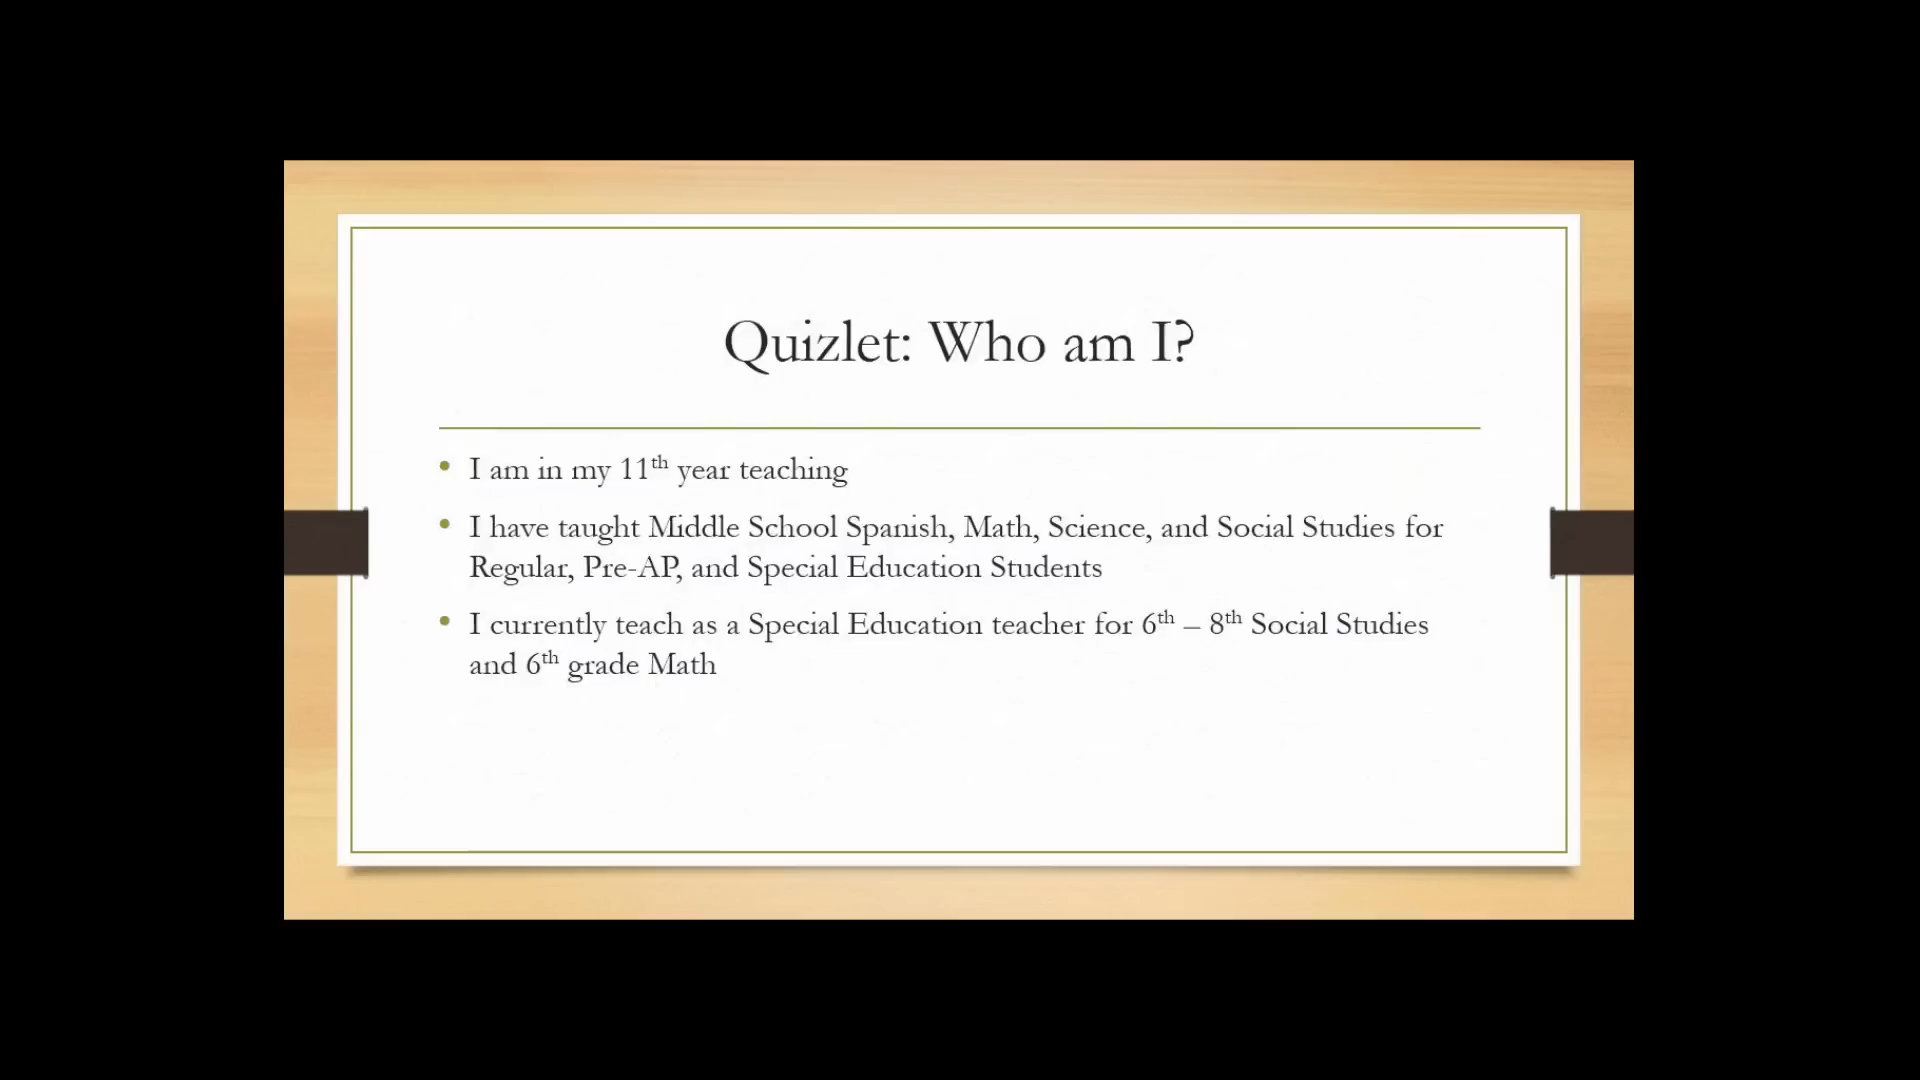 Quizlet: Who am I?
• I am in my 11th year teaching
• I have taught Middle School Spanish, Math, Science, and Social Studies for
Regular, Pre-AP, and Special Education Students
• I currently teach as a Special Education teacher for 6th – 8th Social Studies
and 6th grade Math